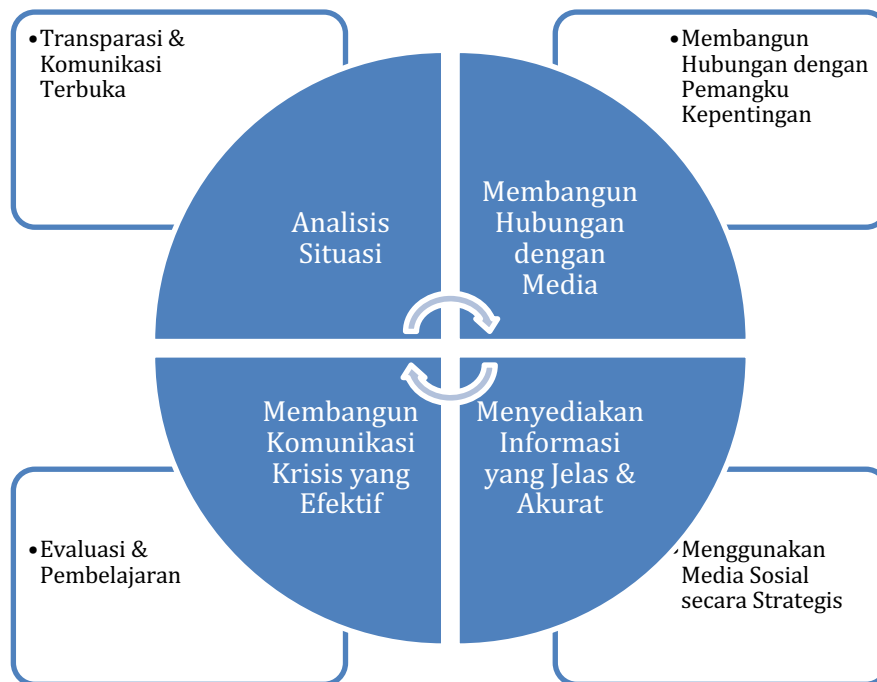 •Transparasi &
Komunikasi
Terbuka
•Membangun
Hubungan dengan
Pemangku
Kepentingan
Analisis
Situasi
Membangun
Hubungan
dengan
Media
Membangun
Komunikasi
Krisis yang
Efektif
Menyediakan
Informasi
yang Jelas &
Akurat
•Evaluasi &
Pembelajaran
•Menggunakan
Media Sosial
secara Strategis